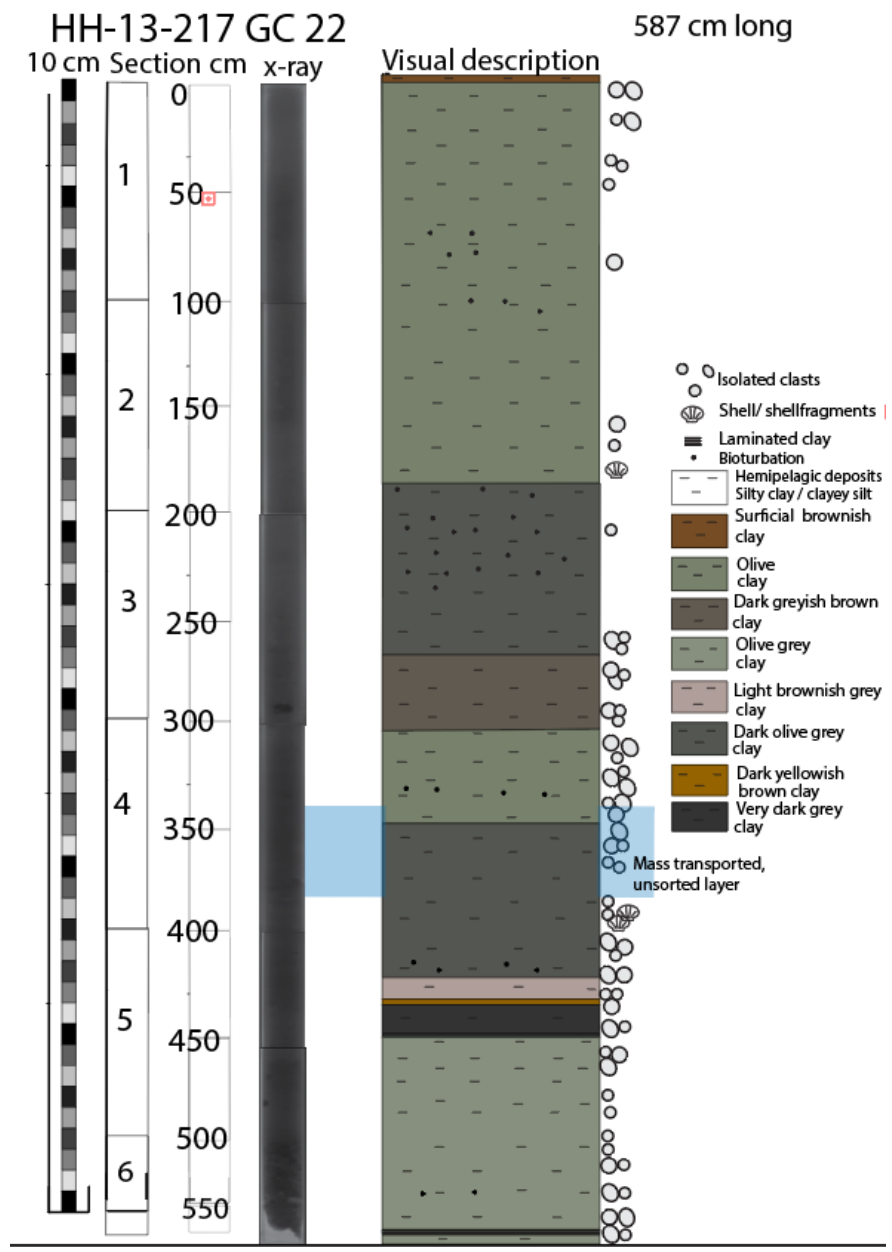 HH-13-217 GC 22
587 cm long
10 cm Section cm x-ray Visual description
0
50
100
150
200
250
300
350
400
450
500
550
1
2
3
4
5
6
Isolated clasts
Shell/ shellfragments
Laminated clay
Bioturbation
Hemipelagic deposits
Silty clay / clayey silt
Surficial brownish
clay
Olive
clay
Dark greyish brown
clay
Olive grey
clay
Light brownish grey
clay
Dark olive grey
clay
Dark yellowish
brown clay
Very dark grey
clay
Mass transported,
unsorted layer